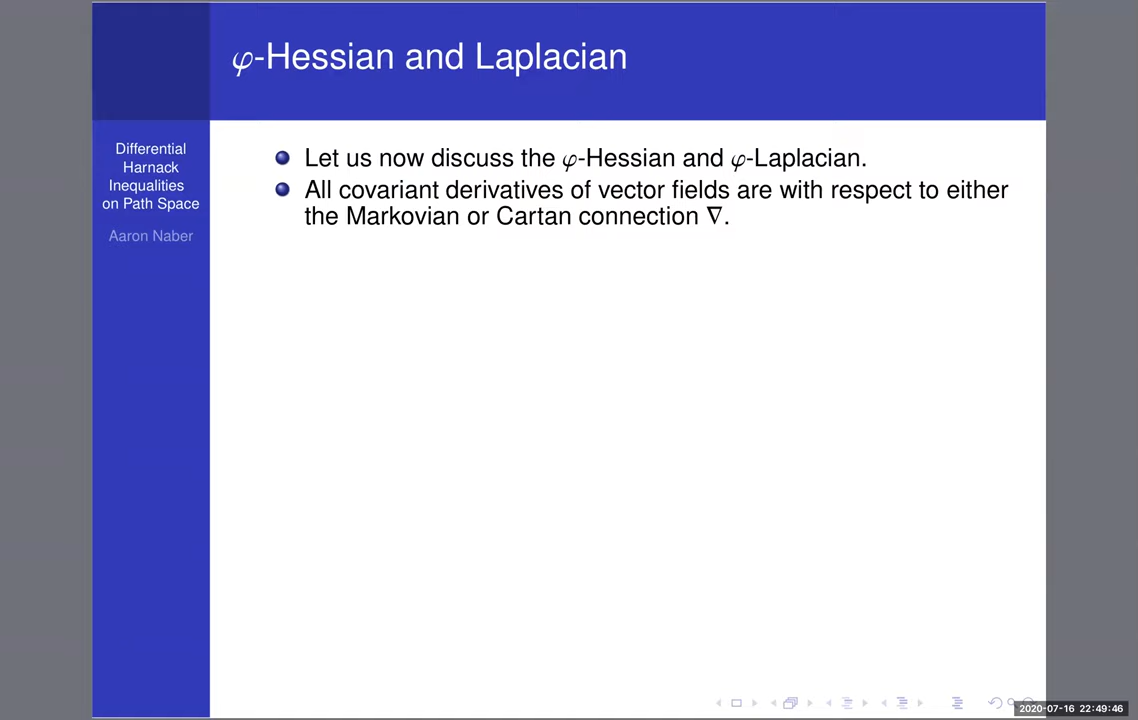 φ-Hessian and Laplacian
Differential
Harnack
Inequalities
on Path Space
Aaron Naber
Let us now discuss the φ-Hessian and φ-Laplacian.
All covariant derivatives of vector fields are with respect to either
the Markovian or Cartan connection ∇.
2020-07-16 22:49:46